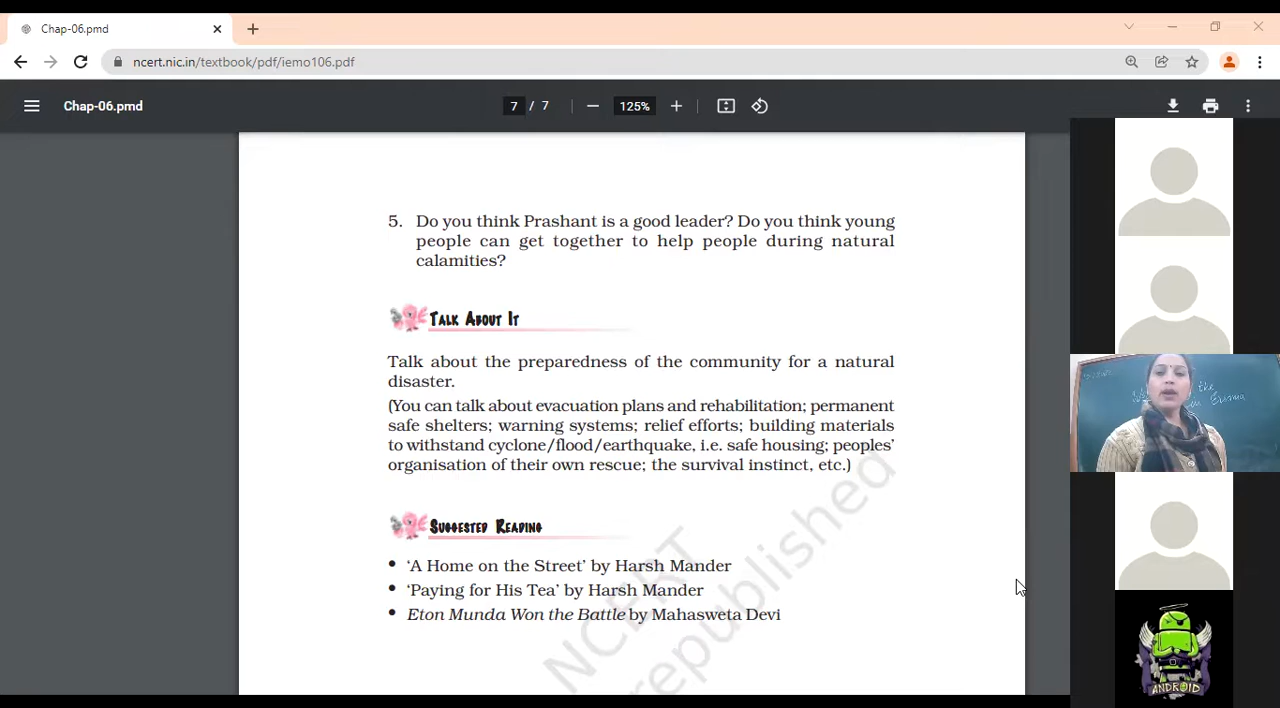 Chap-06.pmd
ncert.nic.in/textbook/pdf/iemo106.pdf
Chap-06.pmd
7 / 7
125%
5. Do you think Prashant is a good leader? Do you think young
people can get together to help people during natural
calamities?
TALK ABOUT IT
Talk about the preparedness of the community for a natural
disaster.
(You can talk about evacuation plans and rehabilitation; permanent
safe shelters; warning systems; relief efforts; building materials
to withstand cyclone/flood/earthquake, i.e. safe housing; peoples’
organisation of their own rescue; the survival instinct, etc.)
SUGGESTED READING
• ‘A Home on the Street’ by Harsh Mander
• ‘Paying for His Tea’ by Harsh Mander
• Eton Munda Won the Battle by Mahasweta Devi
NCERT
republished
the
ANDROID